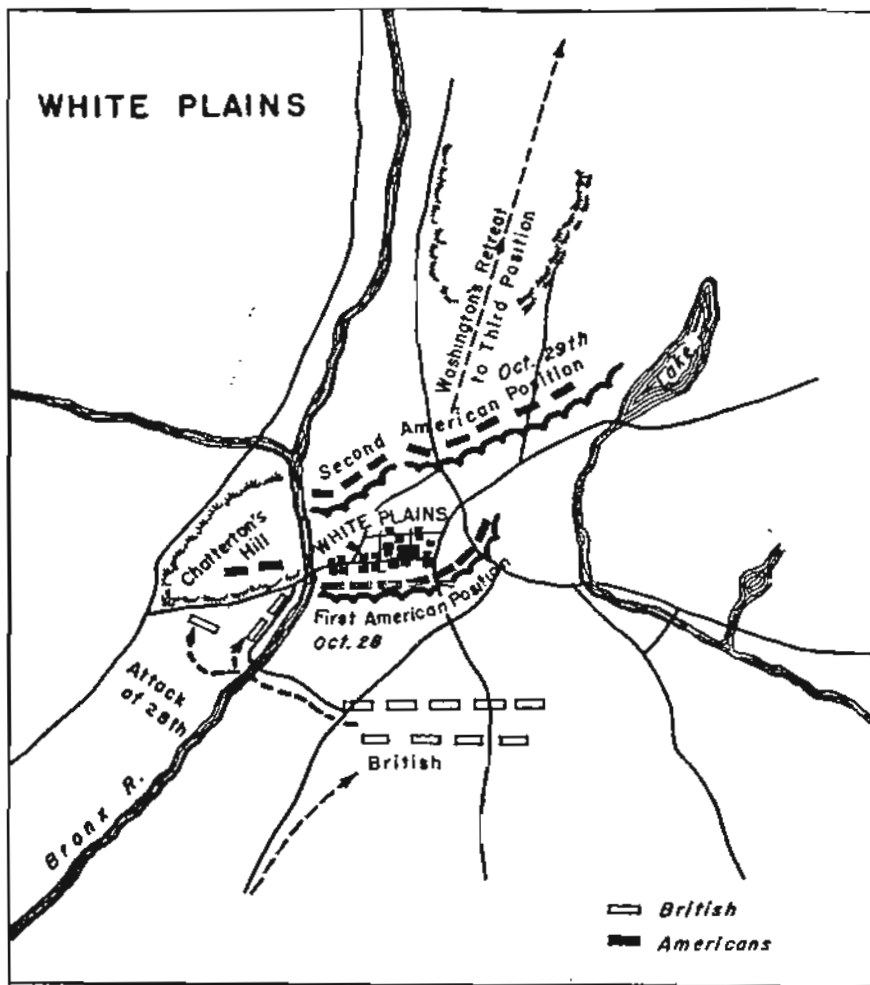 WHITE PLAINS
Washington's Retreat
to Third Position
Oct. 29th
Second American Position
Lake
Chatterton's
Hill
WHITE PLAINS
First American Position
Oct. 28
Attack
of 28th
British
Bronx R.
British
Americans